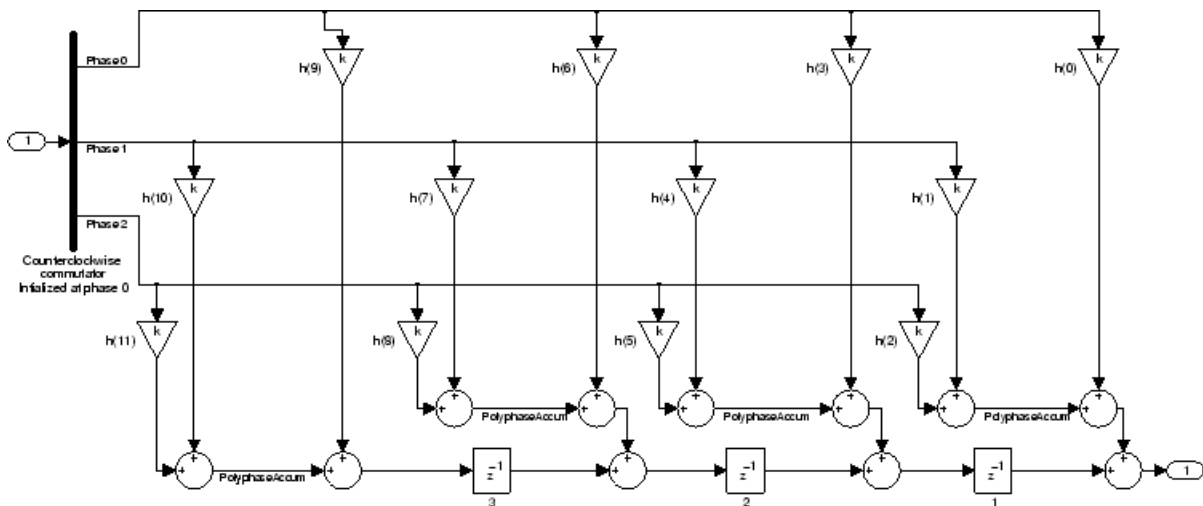 Phase 0
k
k
k
k
h(9)
h(6)
h(3)
h(0)
1
Phase 1
k
k
k
k
h(10)
h(7)
h(4)
h(1)
Phase 2
Counterclockwise
commutator
Initialized at phase 0
k
k
k
k
h(11)
h(8)
h(5)
h(2)
+
+
+
+
+
+
+ 
+
+
PolyphaseAccum
PolyphaseAccum
PolyphaseAccum
+
+
+
+
+
+
+
+
+
PolyphaseAccum
z-1
z-1
z-1
1
3
2
1